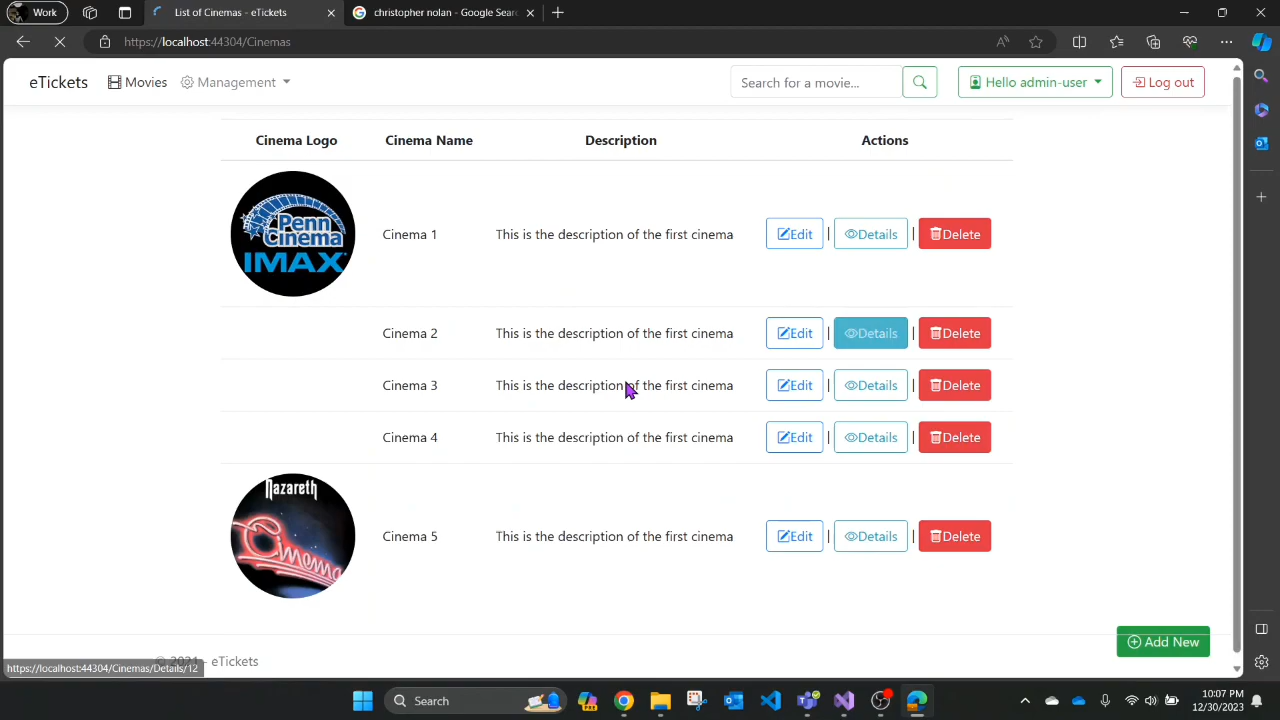 Work
List of Cinemas - eTickets
christopher nolan - Google Searc
https://localhost:44304/Cinemas
eTickets
Movies
Management
Search for a movie...
Hello admin-user
Log out
Cinema Logo
Cinema Name
Description
Actions
Penn
Cinema
IMAX
Cinema 1
This is the description of the first cinema
Edit | Details | Delete
Cinema 2
This is the description of the first cinema
Edit | Details | Delete
Cinema 3
This is the description of the first cinema
Edit | Details | Delete
Cinema 4
This is the description of the first cinema
Edit | Details | Delete
Nazareth
Cinema
Cinema 5
This is the description of the first cinema
Edit | Details | Delete
Add New
© 2021 - eTickets
https://localhost:44304/Cinemas/Details/12
Search
10:07 PM
12/30/2023